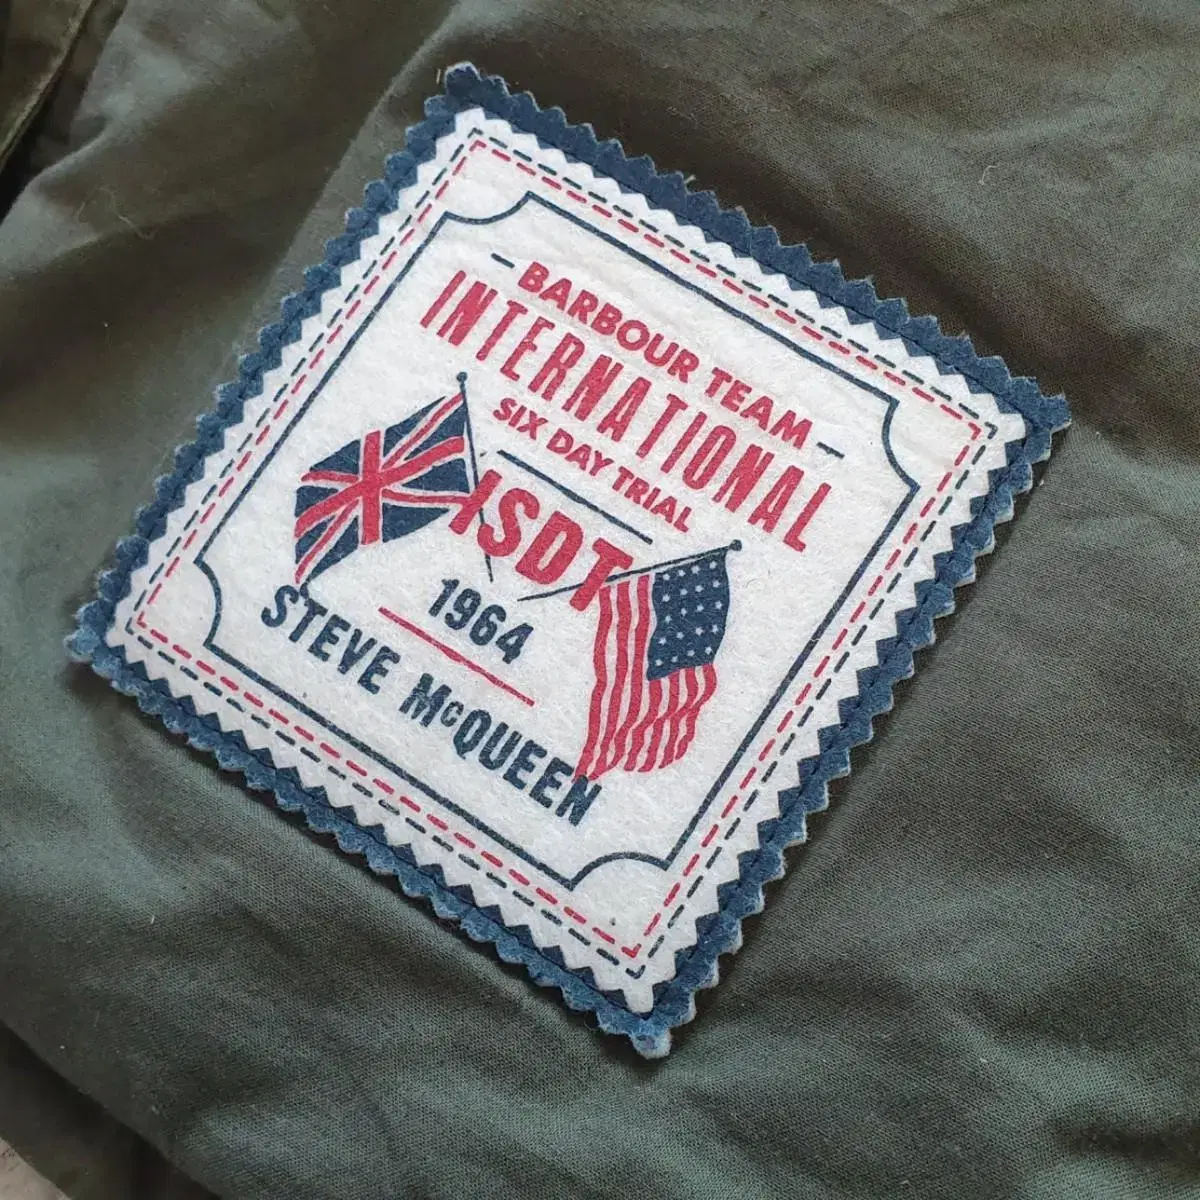 BARBOUR TEAM
INTERNATIONAL
SIX DAY TRIAL
ISDT
1964
STEVE McQUEEN